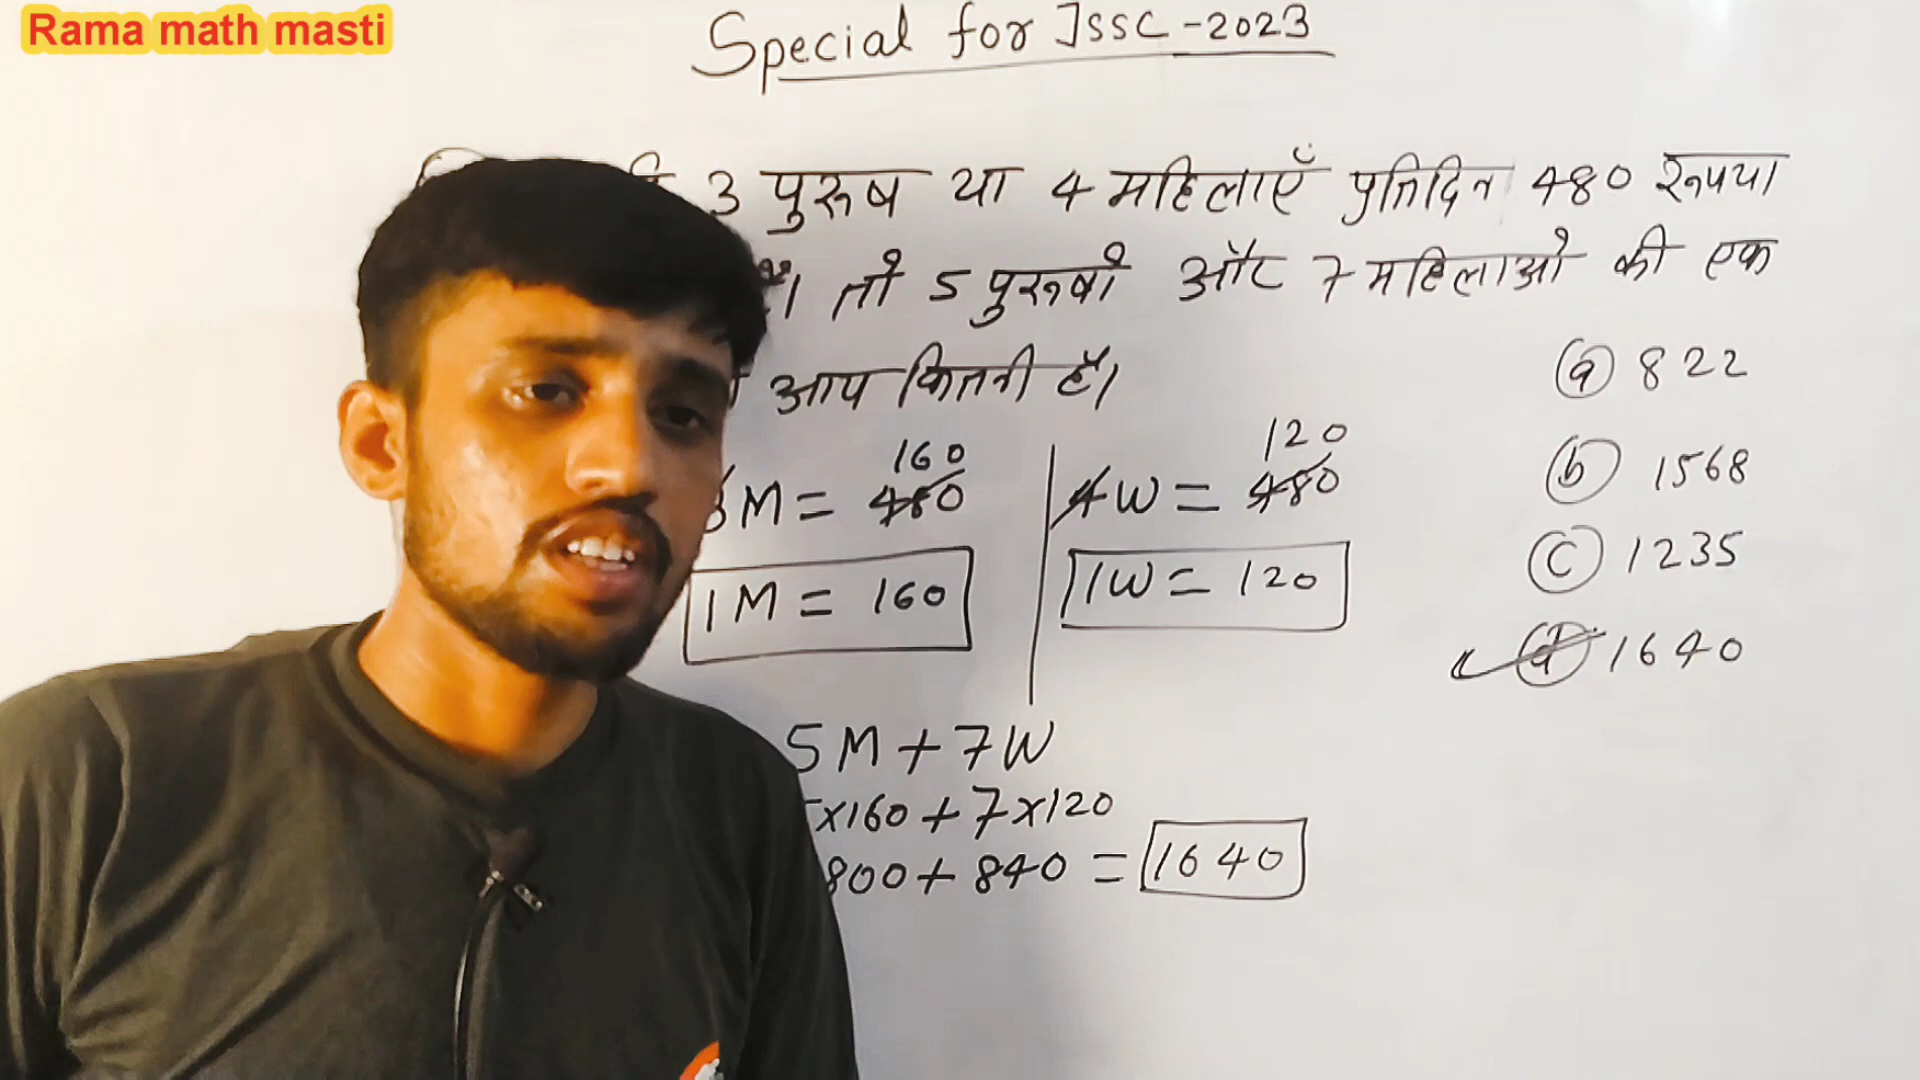 Rama math masti
Special for JSSC-2023
3 पुरूष या 4 महिलाएँ प्रतिदिन 480 रूपया
तो 5 पुरूषो और 7 महिलाओ की एक
आय कितनी है।
(a) 822
(b) 1568
(c) 1235
(d) 1640
160
3M = 480
1M = 160
120
4W = 480
1W = 120
5M + 7W
5x160 + 7x120
800 + 840 = 1640